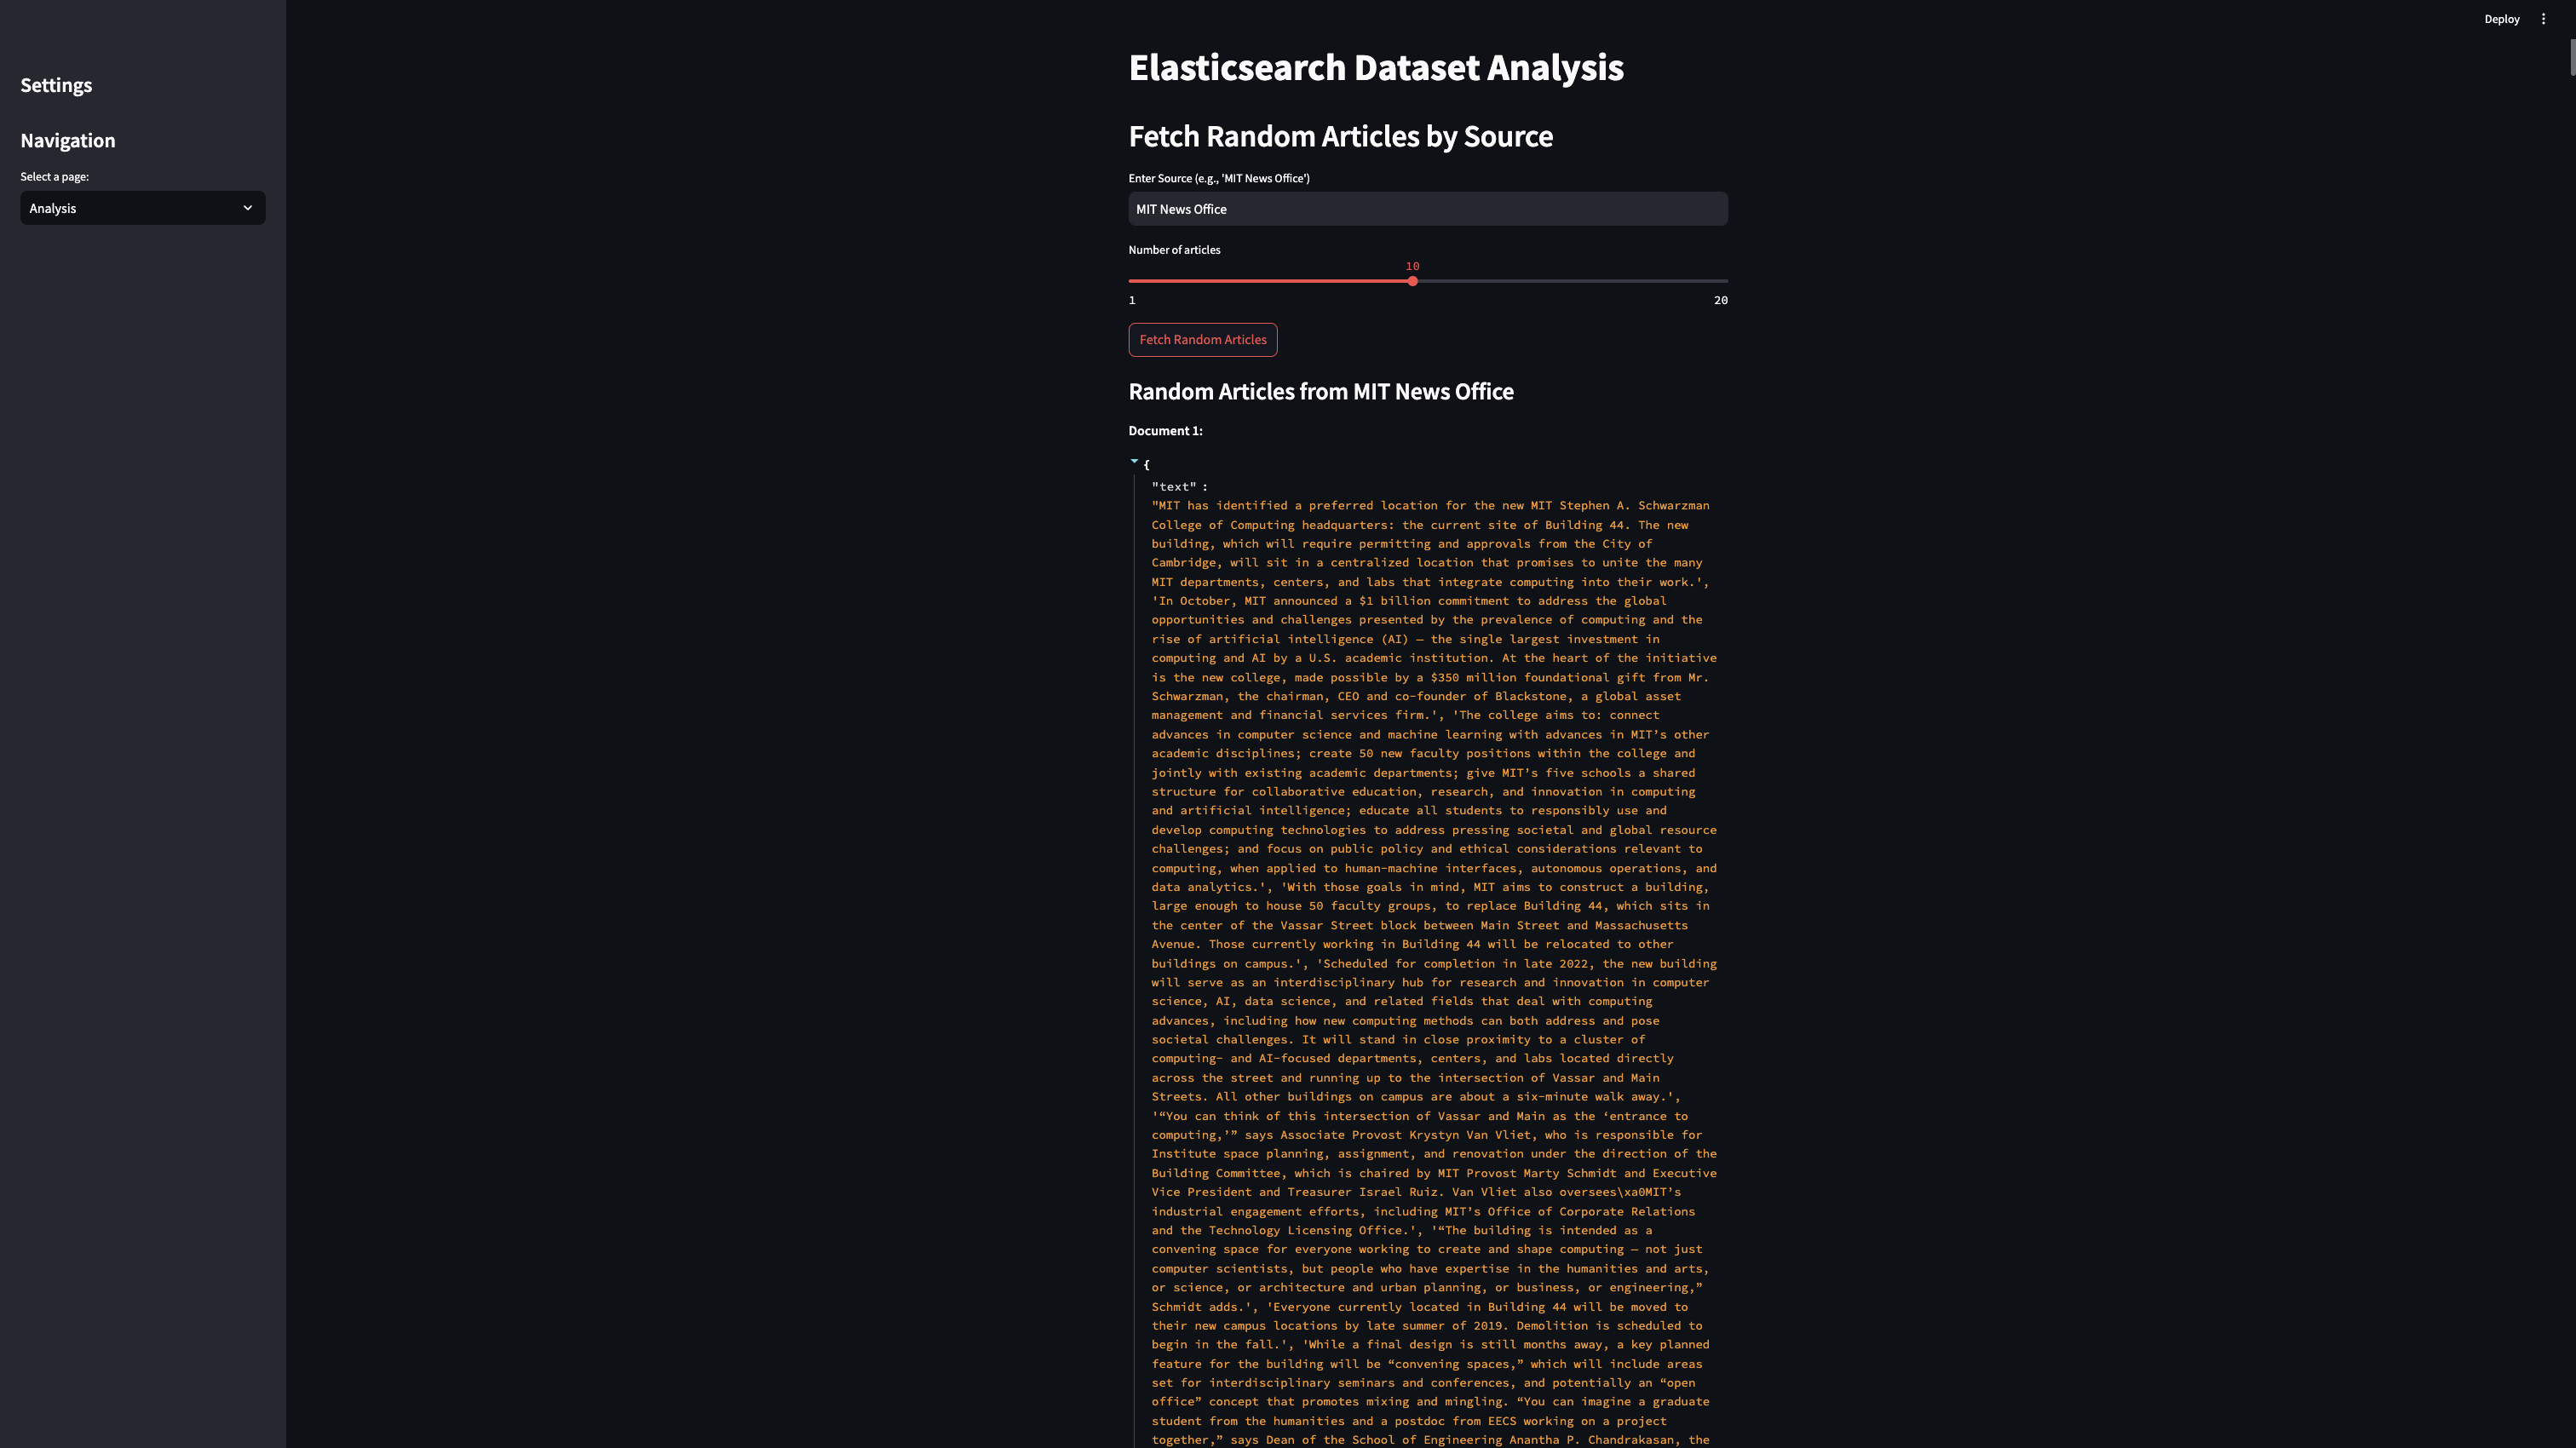 Deploy
Settings
Navigation
Select a page:
Analysis
Elasticsearch Dataset Analysis
Fetch Random Articles by Source
Enter Source (e.g., 'MIT News Office')
MIT News Office
Number of articles
10
1
20
Fetch Random Articles
Random Articles from MIT News Office
Document 1:
{
"text" :
"MIT has identified a preferred location for the new MIT Stephen A. Schwarzman
College of Computing headquarters: the current site of Building 44. The new
building, which will require permitting and approvals from the City of
Cambridge, will sit in a centralized location that promises to unite the many
MIT departments, centers, and labs that integrate computing into their work.',
'In October, MIT announced a $1 billion commitment to address the global
opportunities and challenges presented by the prevalence of computing and the
rise of artificial intelligence (AI) — the single largest investment in
computing and AI by a U.S. academic institution. At the heart of the initiative
is the new college, made possible by a $350 million foundational gift from Mr.
Schwarzman, the chairman, CEO and co-founder of Blackstone, a global asset
management and financial services firm.', 'The college aims to: connect
advances in computer science and machine learning with advances in MIT’s other
academic disciplines; create 50 new faculty positions within the college and
jointly with existing academic departments; give MIT’s five schools a shared
structure for collaborative education, research, and innovation in computing
and artificial intelligence; educate all students to responsibly use and
develop computing technologies to address pressing societal and global resource
challenges; and focus on public policy and ethical considerations relevant to
computing, when applied to human-machine interfaces, autonomous operations, and
data analytics.', 'With those goals in mind, MIT aims to construct a building,
large enough to house 50 faculty groups, to replace Building 44, which sits in
the center of the Vassar Street block between Main Street and Massachusetts
Avenue. Those currently working in Building 44 will be relocated to other
buildings on campus.', 'Scheduled for completion in late 2022, the new building
will serve as an interdisciplinary hub for research and innovation in computer
science, AI, data science, and related fields that deal with computing
advances, including how new computing methods can both address and pose
societal challenges. It will stand in close proximity to a cluster of
computing- and AI-focused departments, centers, and labs located directly
across the street and running up to the intersection of Vassar and Main
Streets. All other buildings on campus are about a six-minute walk away.',
'“You can think of this intersection of Vassar and Main as the ‘entrance to
computing,’” says Associate Provost Krystyn Van Vliet, who is responsible for
Institute space planning, assignment, and renovation under the direction of the
Building Committee, which is chaired by MIT Provost Marty Schmidt and Executive
Vice President and Treasurer Israel Ruiz. Van Vliet also oversees\xa0MIT’s
industrial engagement efforts, including MIT’s Office of Corporate Relations
and the Technology Licensing Office.', '“The building is intended as a
convening space for everyone working to create and shape computing — not just
computer scientists, but people who have expertise in the humanities and arts,
or science, or architecture and urban planning, or business, or engineering,”
Schmidt adds.', 'Everyone currently located in Building 44 will be moved to
their new campus locations by late summer of 2019. Demolition is scheduled to
begin in the fall.', 'While a final design is still months away, a key planned
feature for the building will be “convening spaces,” which will include areas
set for interdisciplinary seminars and conferences, and potentially an “open
office” concept that promotes mixing and mingling. “You can imagine a graduate
student from the humanities and a postdoc from EECS working on a project
together,” says Dean of the School of Engineering Anantha P. Chandrakasan, the